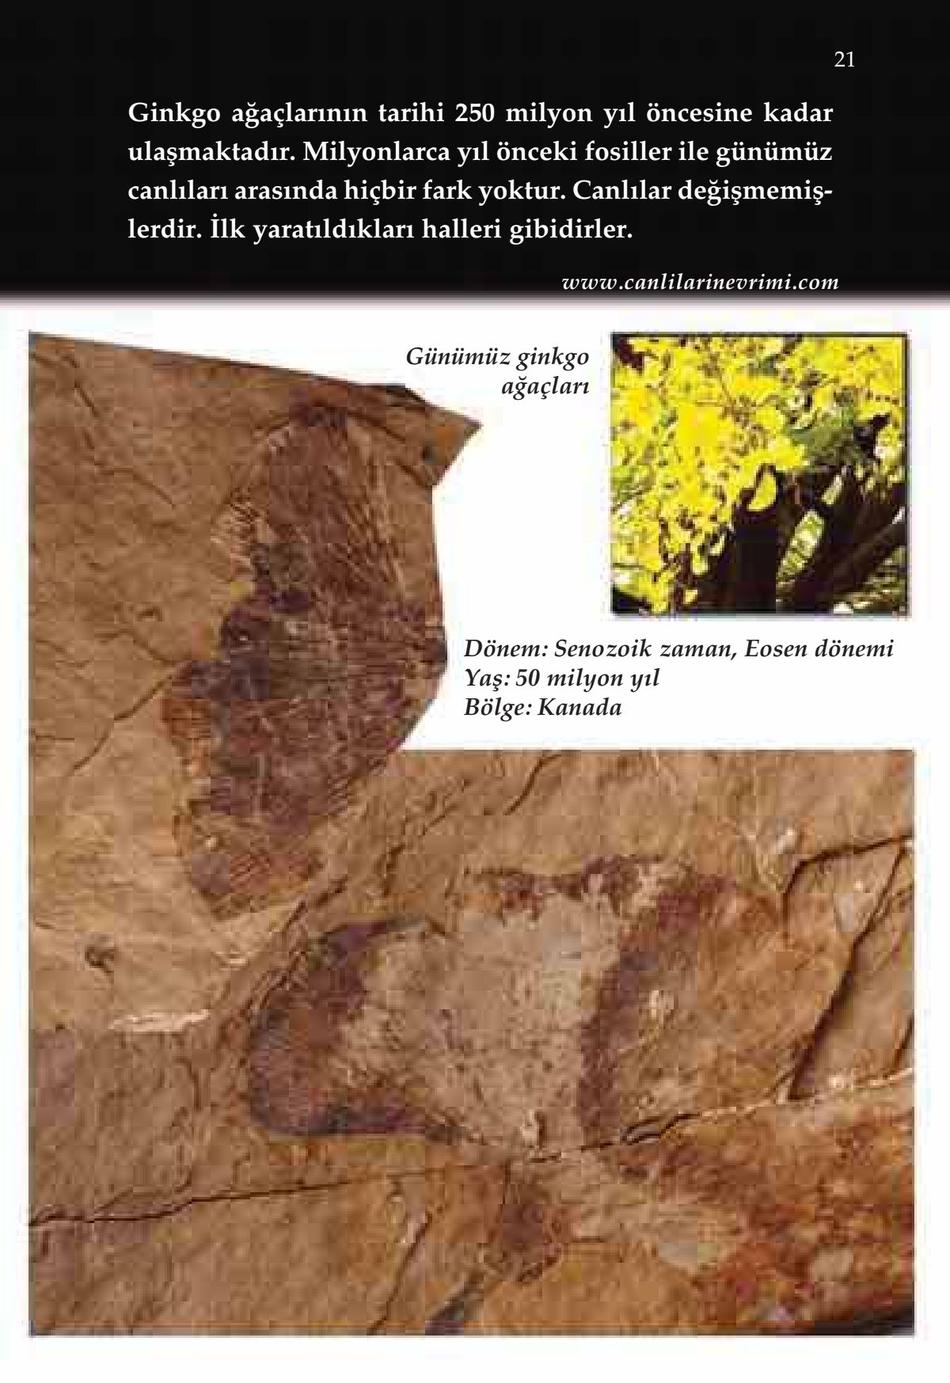 21
Ginkgo ağaçlarının tarihi 250 milyon yıl öncesine kadar
ulaşmaktadır. Milyonlarca yıl önceki fosiller ile günümüz
canlıları arasında hiçbir fark yoktur. Canlılar değişmemiş-
lerdir. İlk yaratıldıkları halleri gibidirler.
www.canlilarinevrimi.com
Günümüz ginkgo
ağaçları
Dönem: Senozoik zaman, Eosen dönemi
Yaş: 50 milyon yıl
Bölge: Kanada